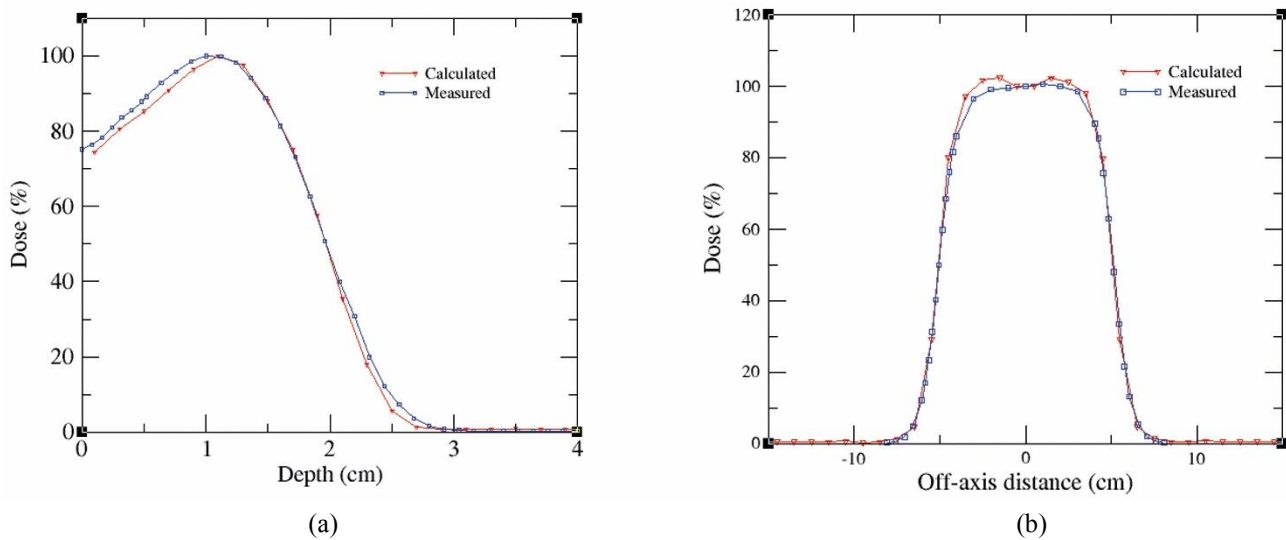 Dose (%)
100
80
60
40
20
0
Calculated
Measured
0
1
2
3
4
Depth (cm)
(a)
Dose (%)
120
100
80
60
40
20
0
Calculated
Measured
-10
0
10
Off-axis distance (cm)
(b)